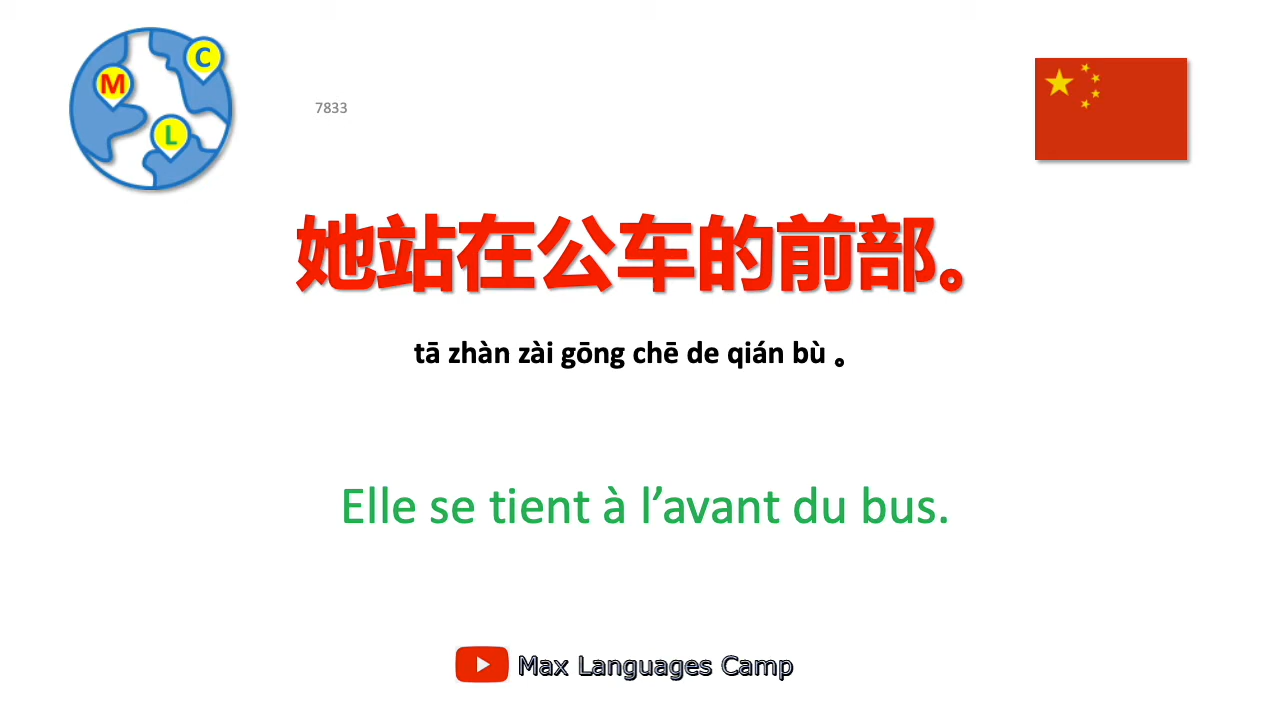 C
M
L
7833
她站在公车的前部。
tā zhàn zài gōng chē de qián bù 。
Elle se tient à l’avant du bus.
Max Languages Camp